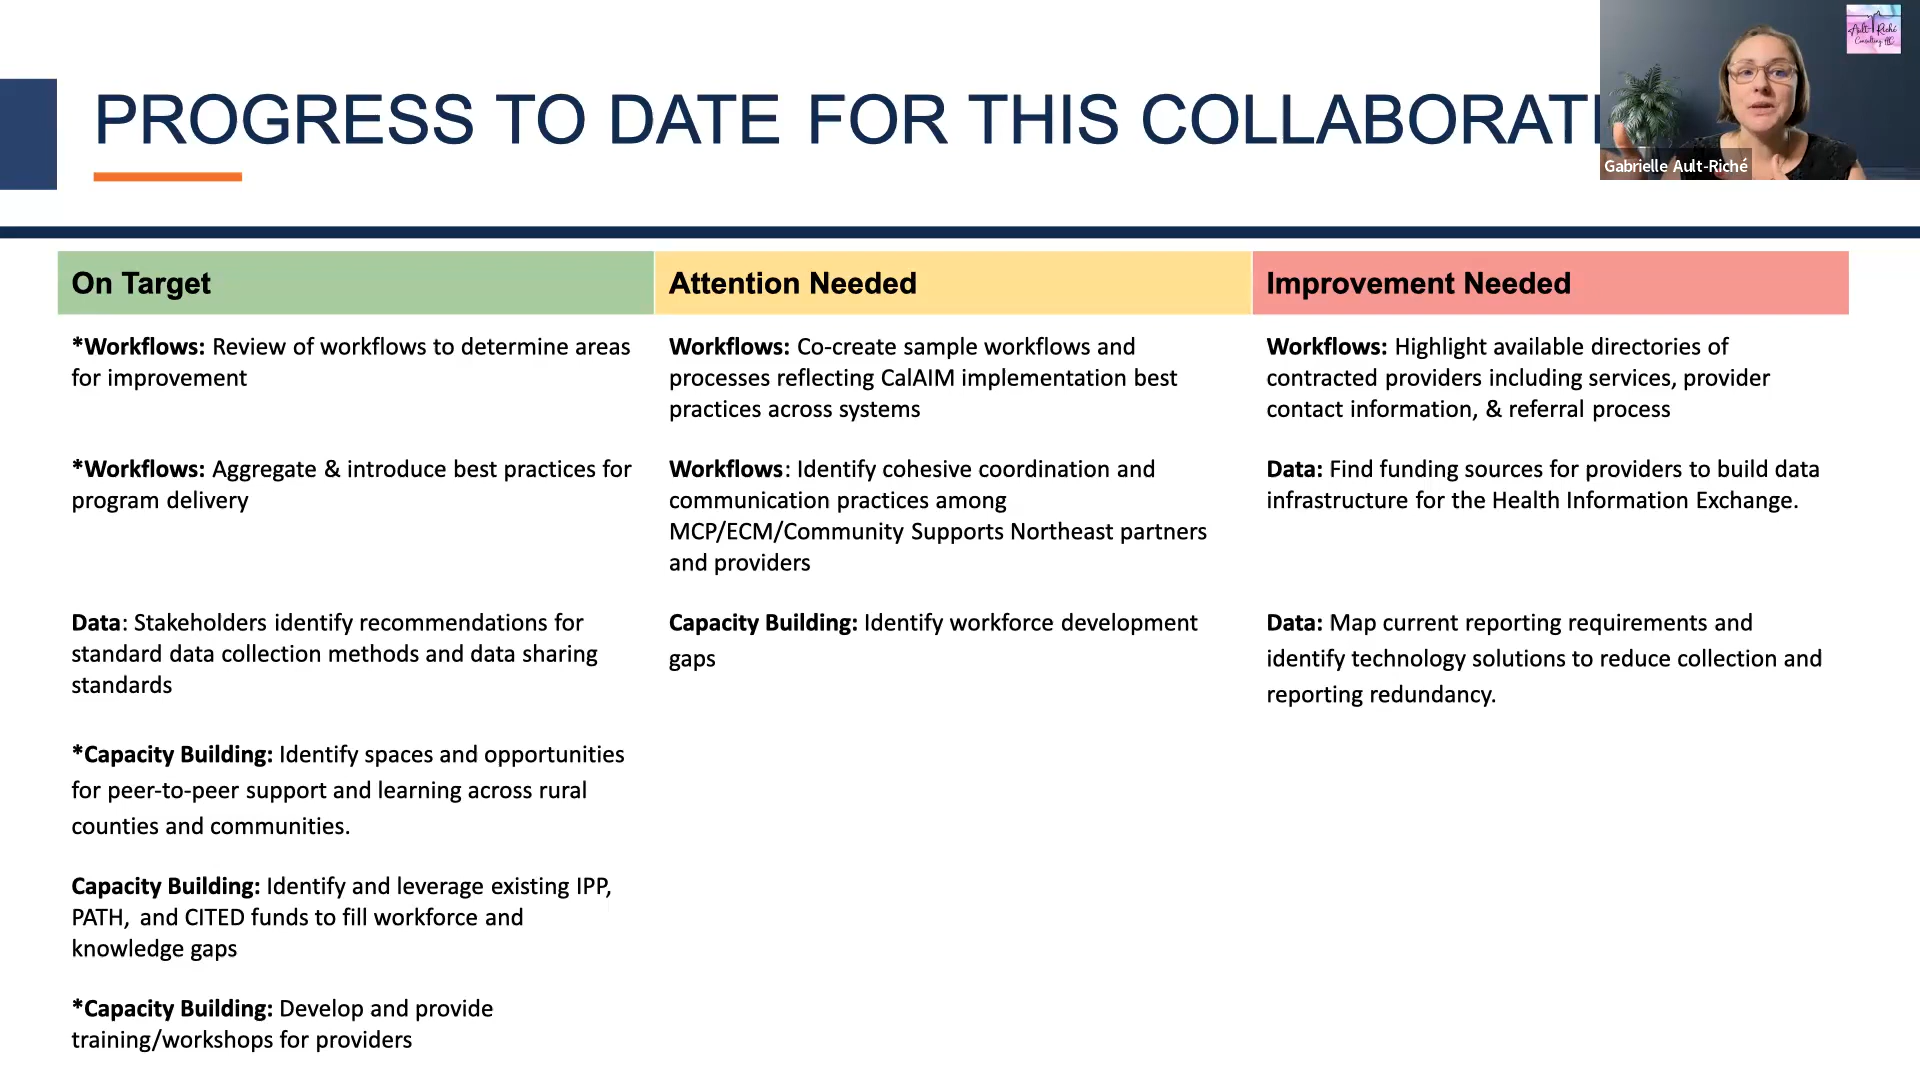 PROGRESS TO DATE FOR THIS COLLABORATI
Ault-Riché
Consulting LLC
Gabrielle Ault-Riché
On Target
Attention Needed
Improvement Needed
*Workflows: Review of workflows to determine areas
for improvement
Workflows: Co-create sample workflows and
processes reflecting CalAIM implementation best
practices across systems
Workflows: Highlight available directories of
contracted providers including services, provider
contact information, & referral process
*Workflows: Aggregate & introduce best practices for
program delivery
Workflows: Identify cohesive coordination and
communication practices among
MCP/ECM/Community Supports Northeast partners
and providers
Data: Find funding sources for providers to build data
infrastructure for the Health Information Exchange.
Data: Stakeholders identify recommendations for
standard data collection methods and data sharing
standards
Capacity Building: Identify workforce development
gaps
Data: Map current reporting requirements and
identify technology solutions to reduce collection and
reporting redundancy.
*Capacity Building: Identify spaces and opportunities
for peer-to-peer support and learning across rural
counties and communities.
Capacity Building: Identify and leverage existing IPP,
PATH, and CITED funds to fill workforce and
knowledge gaps
*Capacity Building: Develop and provide
training/workshops for providers